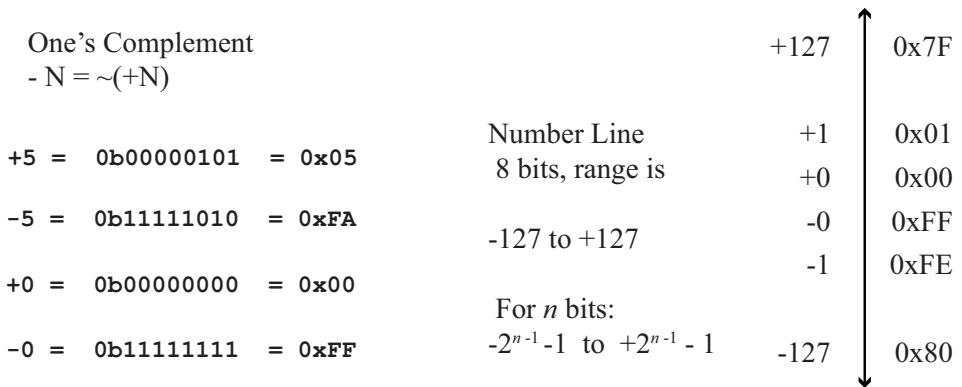 One’s Complement
- N = ~(+N)
+5 = 0b00000101 = 0x05
-5 = 0b11111010 = 0xFA
+0 = 0b00000000 = 0x00
-0 = 0b11111111 = 0xFF
Number Line
8 bits, range is
-127 to +127
For n bits:
-2ⁿ⁻¹ -1 to +2ⁿ⁻¹ - 1
+127 0x7F
+1 0x01
+0 0x00
-0 0xFF
-1 0xFE
-127 0x80